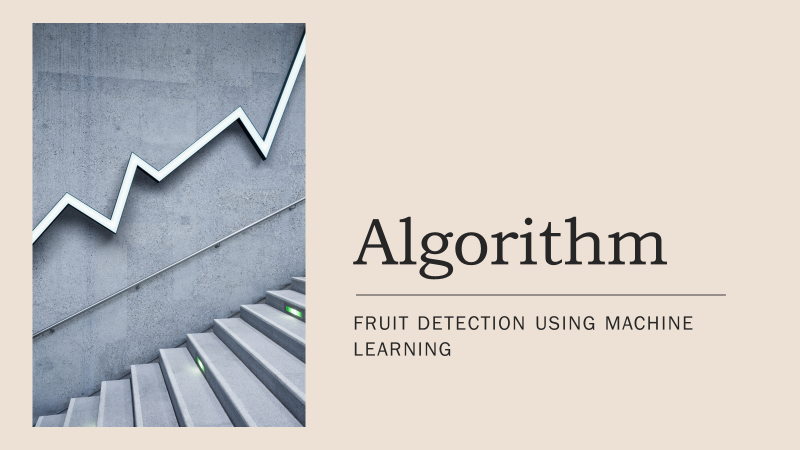 Algorithm
FRUIT DETECTION USING MACHINE
LEARNING